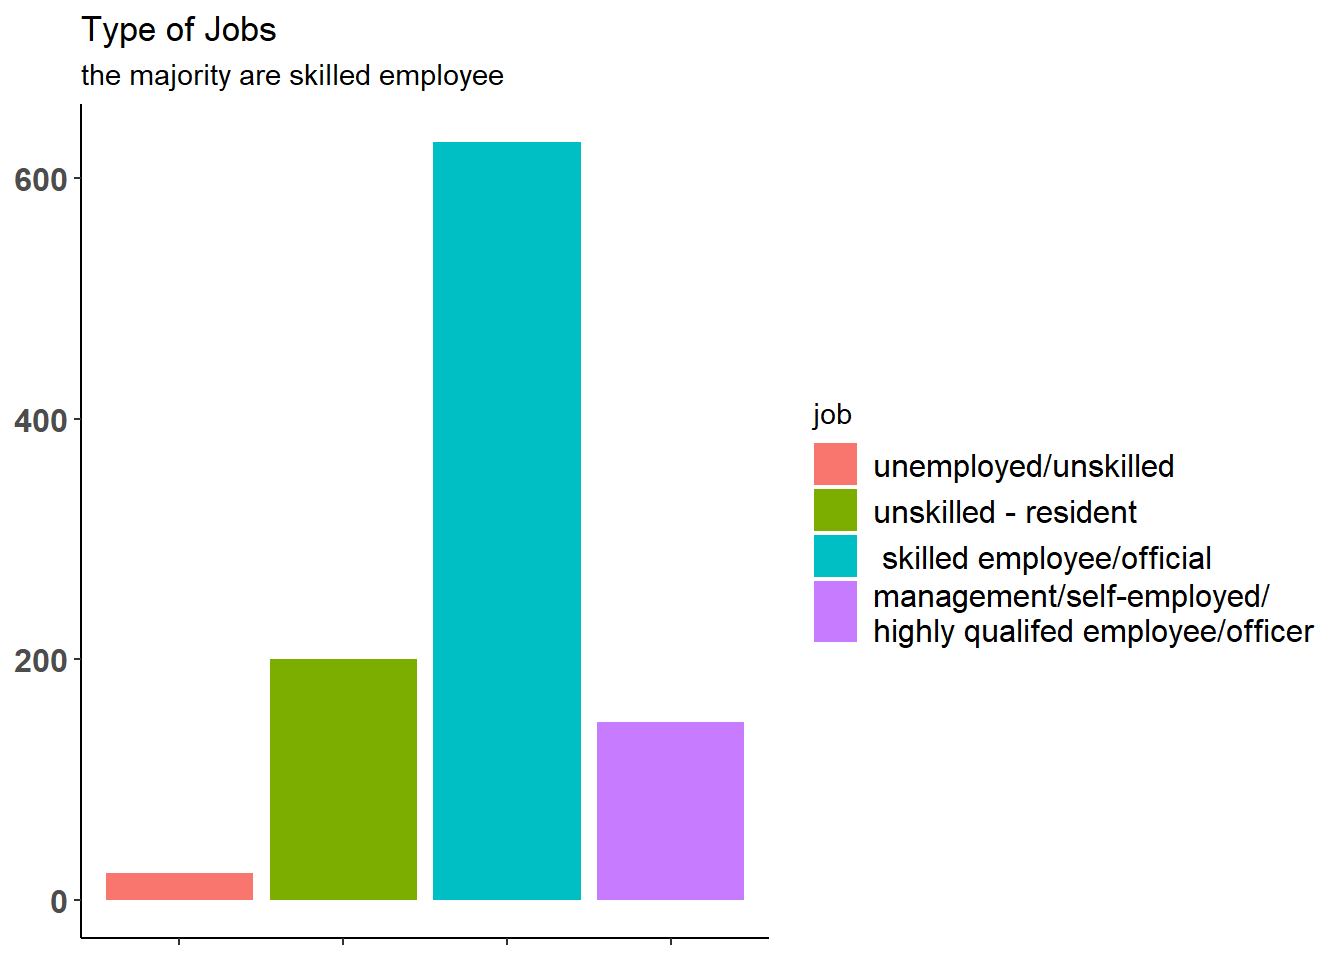 Type of Jobs
the majority are skilled employee
600
400
200
0
job
unemployed/unskilled
unskilled - resident
skilled employee/official
management/self-employed/
highly qualifed employee/officer